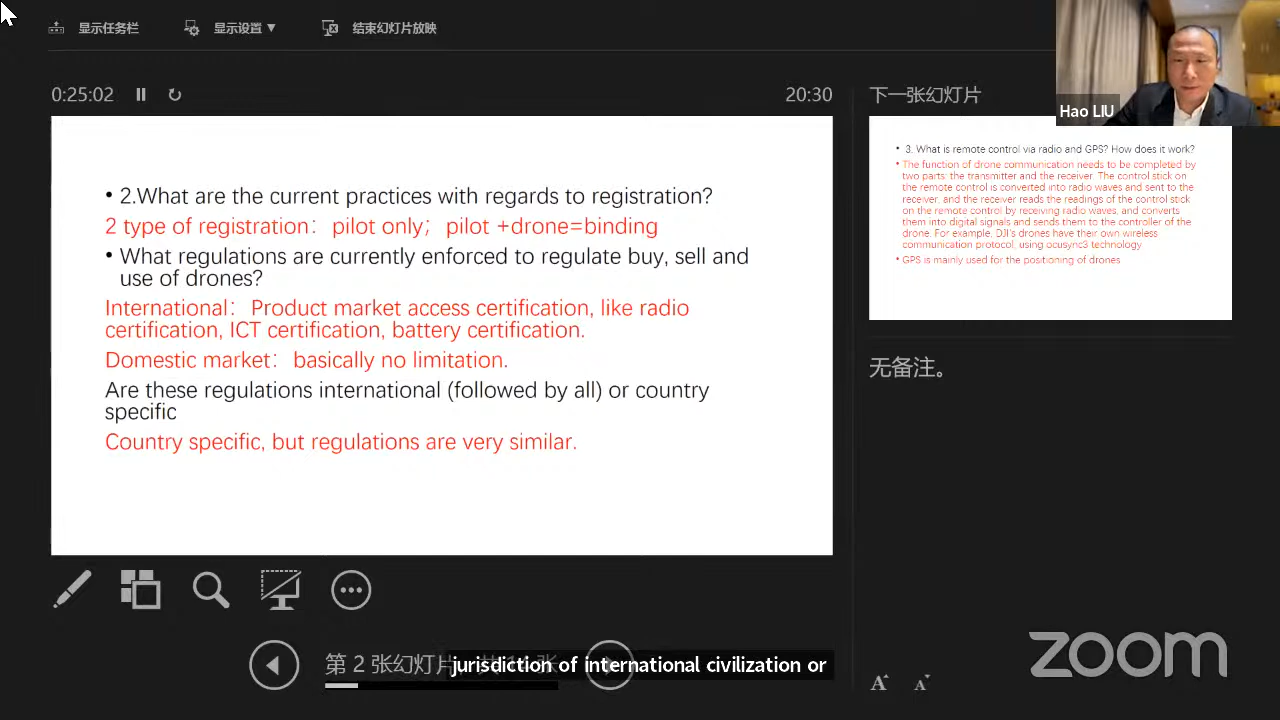 显示任务栏
显示设置 ▼
结束幻灯片放映
0:25:02
20:30
下一张幻灯片
Hao LIU
• 2.What are the current practices with regards to registration?
2 type of registration：pilot only；pilot +drone=binding
• What regulations are currently enforced to regulate buy, sell and
use of drones?
International：Product market access certification, like radio
certification, ICT certification, battery certification.
Domestic market：basically no limitation.
Are these regulations international (followed by all) or country
specific
Country specific, but regulations are very similar.
• 3. What is remote control via radio and GPS? How does it work?
• The function of drone communication needs to be completed by
two parts: the transmitter and the receiver. The control stick on
the remote control is converted into radio waves and sent to the
receiver, and the receiver reads the readings of the control stick
on the remote control by receiving radio waves, and converts
them into digital signals and sends them to the controller of the
drone. For example, DJI's drones have their own wireless
communication protocol, using ocusync3 technology
• GPS is mainly used for the positioning of drones
无备注。
第 2 张幻灯片
jurisdiction of international civilization or
zoom
A A